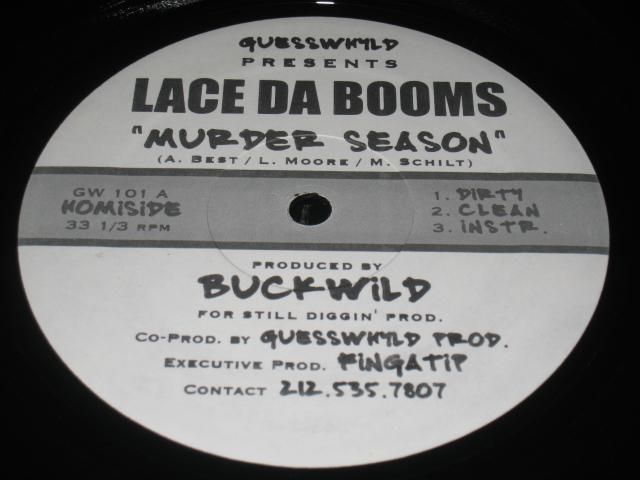 GUESSWHYLD
PRESENTS
LACE DA BOOMS
"MURDER SEASON"
(A. BEST / L. MOORE / M. SCHILT)
GW 101 A
HOMISIDE
33 1/3 RPM
1. DIRTY
2. CLEAN
3. INSTR.
PRODUCED BY
BUCKWILD
FOR STILL DIGGIN' PROD.
CO-PROD. BY GUESSWHYLD PROD.
EXECUTIVE PROD. FINGATIP
CONTACT 212.535.7807